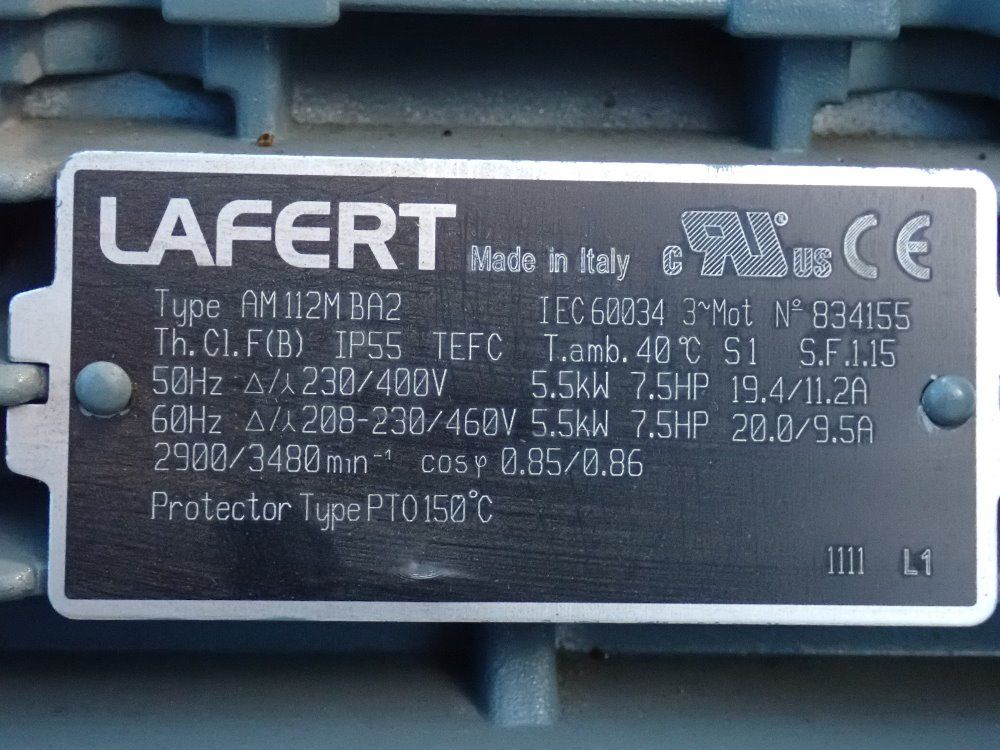 LAFERT Made in Italy c RU® US CE
Type AM 112M BA2 IEC 60034 3~Mot Nº 834155
Th. Cl. F(B) IP55 TEFC T.amb. 40°C S1 S.F.1.15
50Hz Δ/⅄ 230/400V 5.5kW 7.5HP 19.4/11.2A
60Hz Δ/⅄ 208-230/460V 5.5kW 7.5HP 20.0/9.5A
2900/3480 min⁻¹ cosφ 0.85/0.86
Protector Type PTO 150°C
1111 L1